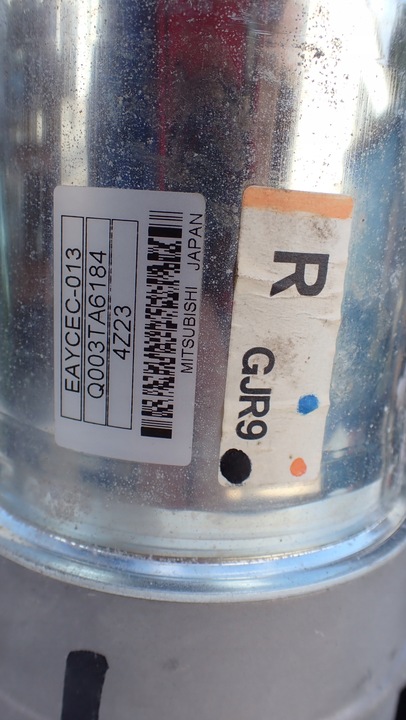 EAYCEC-013
Q003TA6184
4Z23
MITSUBISHI JAPAN
R
GJR9